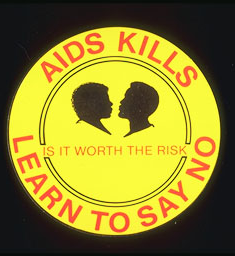 AIDS KILLS
IS IT WORTH THE RISK
LEARN TO SAY NO